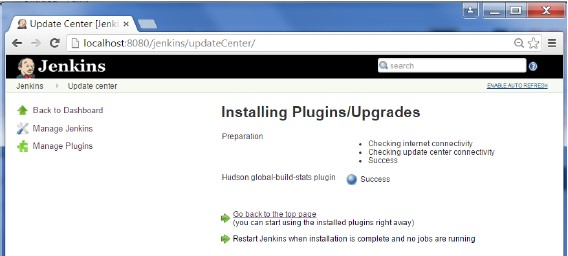 Update Center [Jenki
localhost:8080/jenkins/updateCenter/
Jenkins
search
Jenkins
Update center
ENABLE AUTO REFRESH
Back to Dashboard
Manage Jenkins
Manage Plugins
Installing Plugins/Upgrades
Preparation
Checking internet connectivity
Checking update center connectivity
Success
Hudson global-build-stats plugin
Success
Go back to the top page
(you can start using the installed plugins right away)
Restart Jenkins when installation is complete and no jobs are running